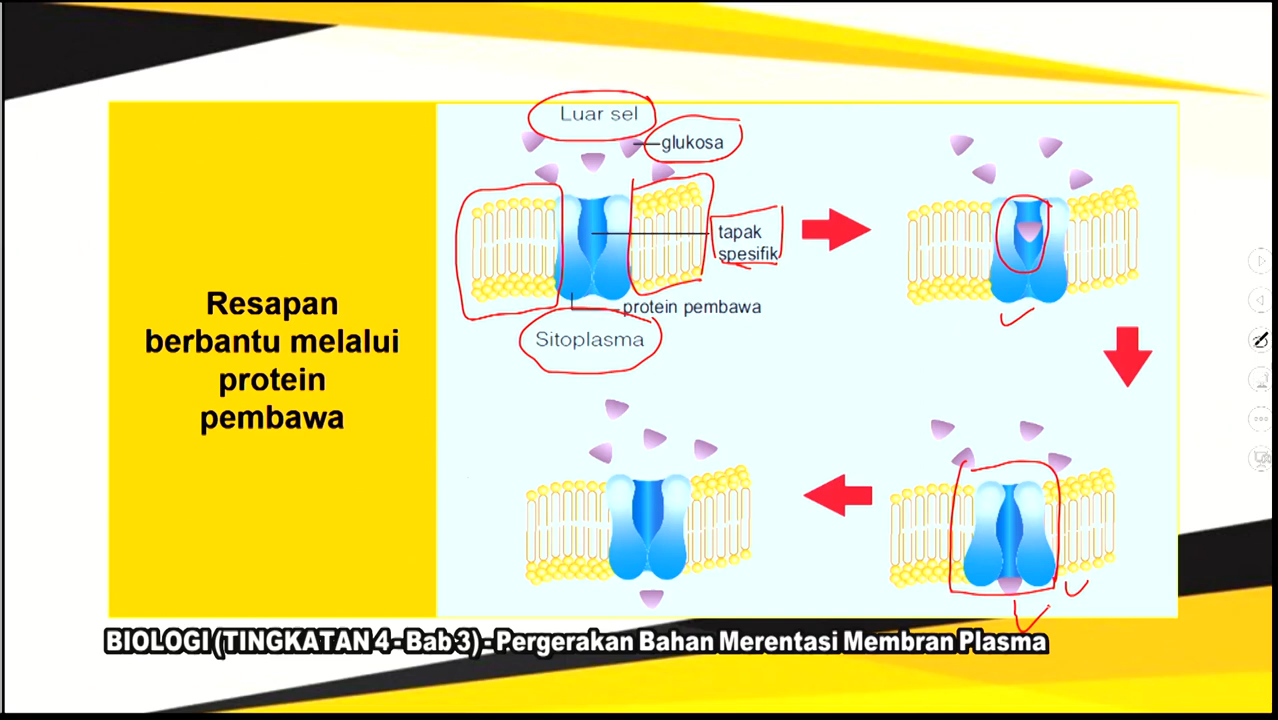 Resapan
berbantu melalui
protein
pembawa
Luar sel
glukosa
tapak
spesifik
protein pembawa
Sitoplasma
BIOLOGI (TINGKATAN 4 - Bab 3) - Pergerakan Bahan Merentasi Membran Plasma